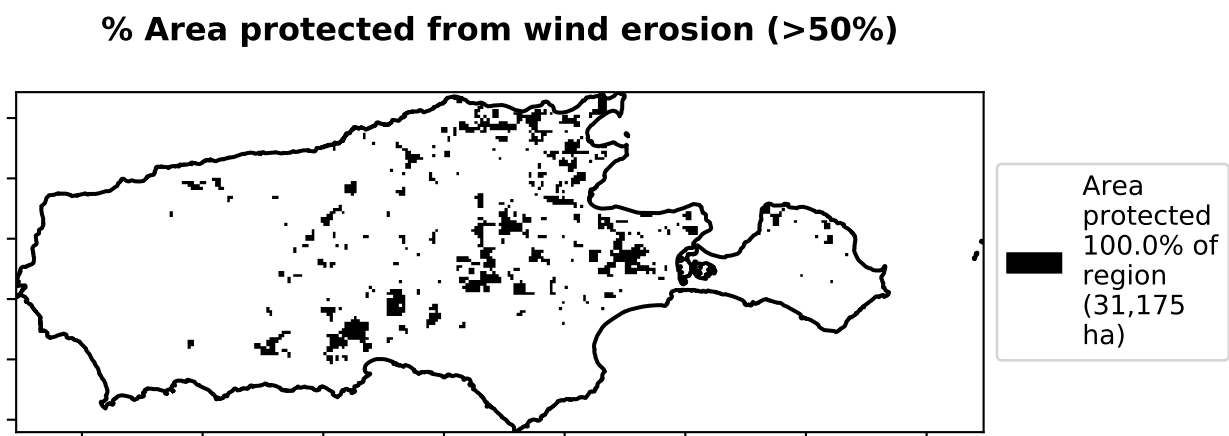 % Area protected from wind erosion (>50%)
Area
protected
100.0% of
region
(31,175
ha)